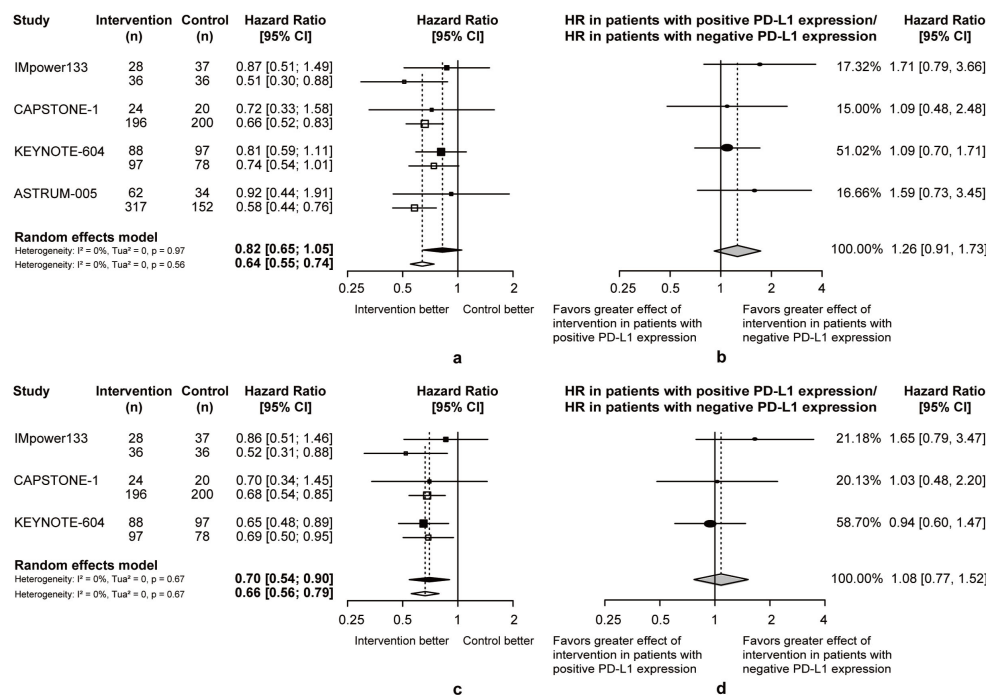 Study Intervention (n) Control (n) Hazard Ratio [95% CI] Hazard Ratio [95% CI]
IMpower133 28 37 0.87 [0.51; 1.49]
36 36 0.51 [0.30; 0.88]
CAPSTONE-1 24 20 0.72 [0.33; 1.58]
196 200 0.66 [0.52; 0.83]
KEYNOTE-604 88 97 0.81 [0.59; 1.11]
97 78 0.74 [0.54; 1.01]
ASTRUM-005 62 34 0.92 [0.44; 1.91]
317 152 0.58 [0.44; 0.76]
Random effects model
Heterogeneity: I² = 0%, Tua² = 0, p = 0.97 0.82 [0.65; 1.05]
Heterogeneity: I² = 0%, Tua² = 0, p = 0.56 0.64 [0.55; 0.74]
0.25 0.5 1 2
Intervention better Control better
a
HR in patients with positive PD-L1 expression/ Hazard Ratio
HR in patients with negative PD-L1 expression [95% CI]
17.32% 1.71 [0.79, 3.66]
15.00% 1.09 [0.48, 2.48]
51.02% 1.09 [0.70, 1.71]
16.66% 1.59 [0.73, 3.45]
100.00% 1.26 [0.91, 1.73]
0.25 0.5 1 2 4
Favors greater effect of
intervention in patients with
positive PD-L1 expression
Favors greater effect of
intervention in patients with
negative PD-L1 expression
b
Study Intervention (n) Control (n) Hazard Ratio [95% CI] Hazard Ratio [95% CI]
IMpower133 28 37 0.86 [0.51; 1.46]
36 36 0.52 [0.31; 0.88]
CAPSTONE-1 24 20 0.70 [0.34; 1.45]
196 200 0.68 [0.54; 0.85]
KEYNOTE-604 88 97 0.65 [0.48; 0.89]
97 78 0.69 [0.50; 0.95]
Random effects model
Heterogeneity: I² = 0%, Tua² = 0, p = 0.67 0.70 [0.54; 0.90]
Heterogeneity: I² = 0%, Tua² = 0, p = 0.67 0.66 [0.56; 0.79]
0.25 0.5 1 2
Intervention better Control better
c
HR in patients with positive PD-L1 expression/ Hazard Ratio
HR in patients with negative PD-L1 expression [95% CI]
21.18% 1.65 [0.79, 3.47]
20.13% 1.03 [0.48, 2.20]
58.70% 0.94 [0.60, 1.47]
100.00% 1.08 [0.77, 1.52]
0.25 0.5 1 2 4
Favors greater effect of
intervention in patients with
positive PD-L1 expression
Favors greater effect of
intervention in patients with
negative PD-L1 expression
d